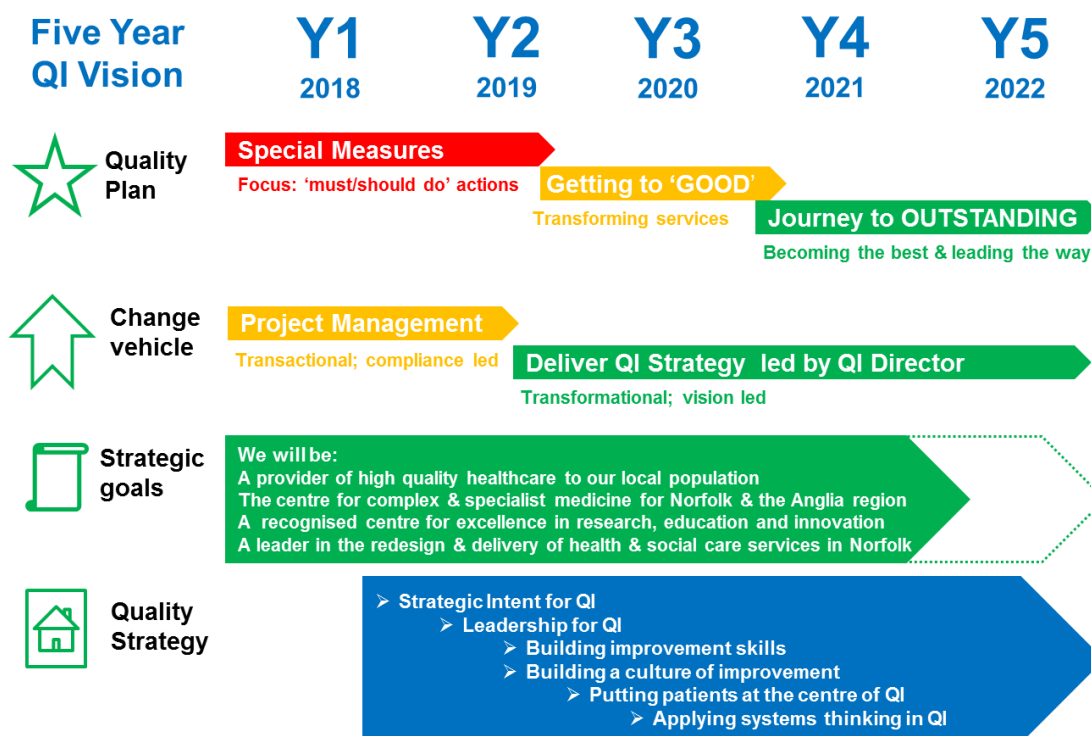 Five Year
QI Vision
Y1
2018
Y2
2019
Y3
2020
Y4
2021
Y5
2022
Quality
Plan
Special Measures
Focus: ‘must/should do’ actions
Getting to ‘GOOD’
Transforming services
Journey to OUTSTANDING
Becoming the best & leading the way
Change
vehicle
Project Management
Transactional; compliance led
Deliver QI Strategy led by QI Director
Transformational; vision led
Strategic
goals
We will be:
A provider of high quality healthcare to our local population
The centre for complex & specialist medicine for Norfolk & the Anglia region
A recognised centre for excellence in research, education and innovation
A leader in the redesign & delivery of health & social care services in Norfolk
Quality
Strategy
➢ Strategic Intent for QI
➢ Leadership for QI
➢ Building improvement skills
➢ Building a culture of improvement
➢ Putting patients at the centre of QI
➢ Applying systems thinking in QI